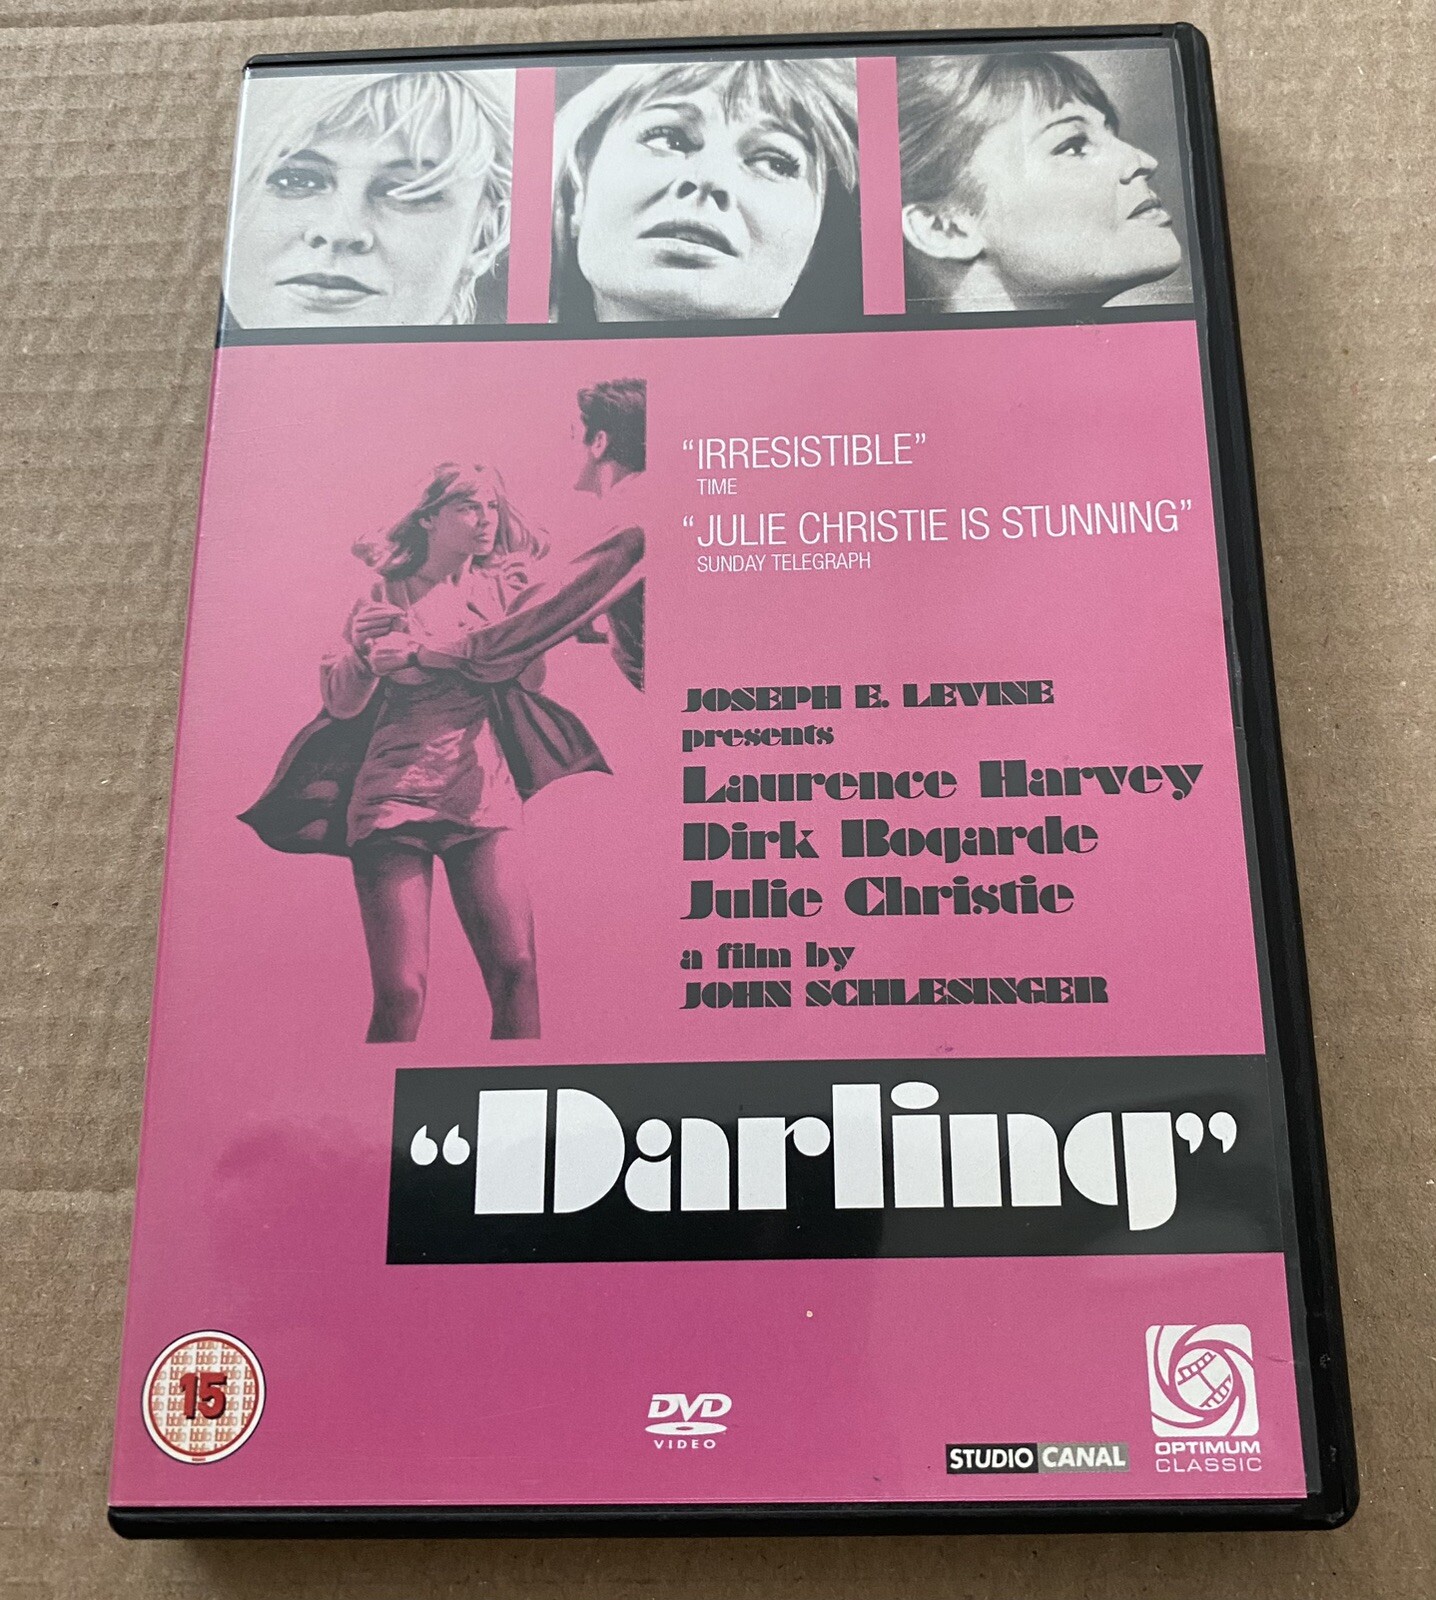 “IRRESISTIBLE”
TIME
“JULIE CHRISTIE IS STUNNING”
SUNDAY TELEGRAPH
JOSEPH E. LEVINE
presents
Laurence Harvey
Dirk Bogarde
Julie Christie
a film by
JOHN SCHLESINGER
“Darling”
15
DVD
VIDEO
STUDIO CANAL
OPTIMUM
CLASSIC